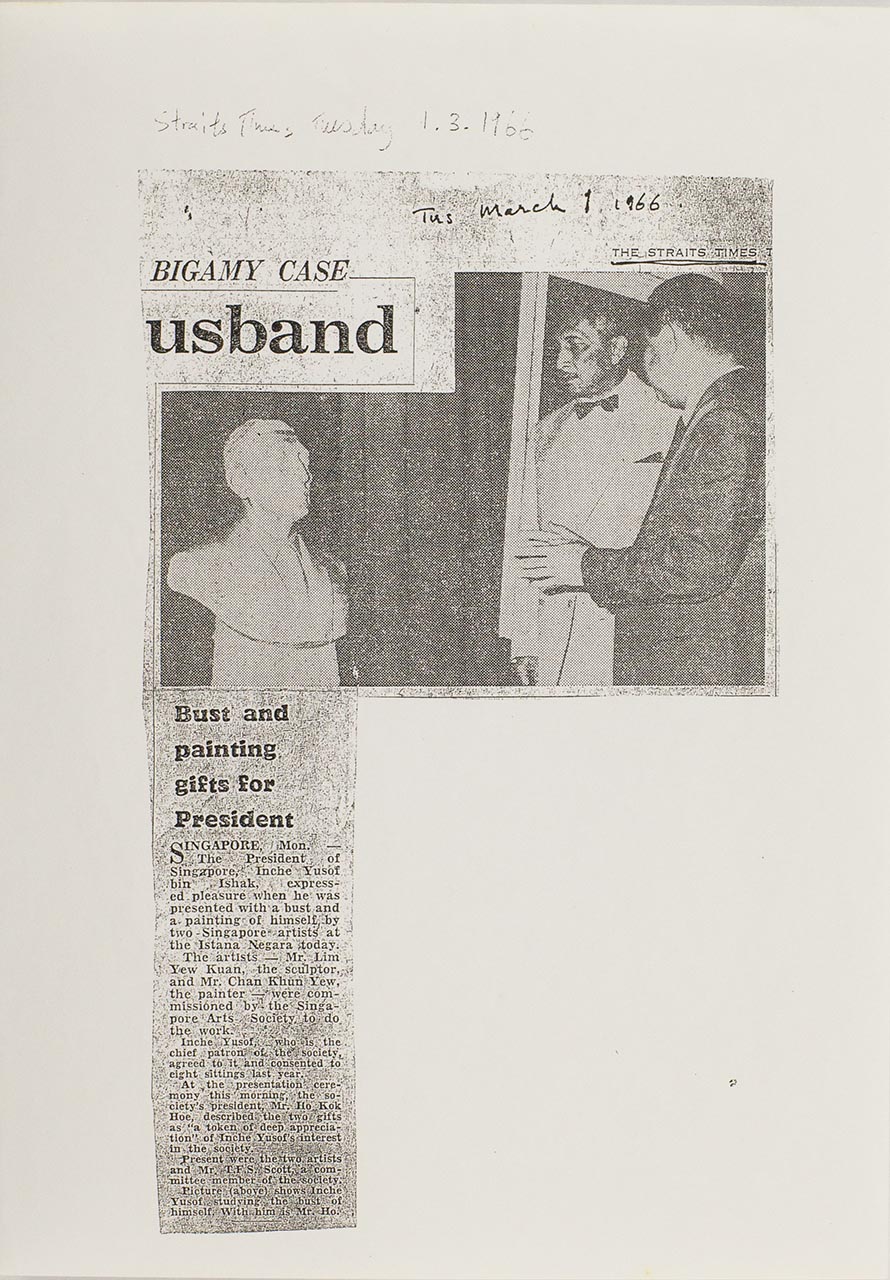 Straits Times Tuesday 1.3.1966
Tus March 1 1966
THE STRAITS TIMES T
BIGAMY CASE
usband
Bust and
painting
gifts for
President
SINGAPORE, Mon. —
The President of
Singapore, Inche Yusof
bin Ishak, express-
ed pleasure when he was
presented with a bust and
a painting of himself by
two Singapore artists at
the Istana Negara today.
The artists — Mr. Lim
Yew Kuan, the sculptor,
and Mr. Chan Khun Yew,
the painter — were com-
missioned by the Singa-
pore Arts Society to do
the work.
Inche Yusof, who is the
chief patron of the society,
agreed to it and consented to
eight sittings last year.
At the presentation cere-
mony this morning, the so-
ciety's president, Mr. Ho Kok
Hoe, described the two gifts
as "a token of deep apprecia-
tion" of Inche Yusof's interest
in the society.
Present were the two artists
and Mr. T.F.S. Scott, a com-
mittee member of the society.
Picture (above) shows Inche
Yusof studying the bust of
himself. With him is Mr. Ho.